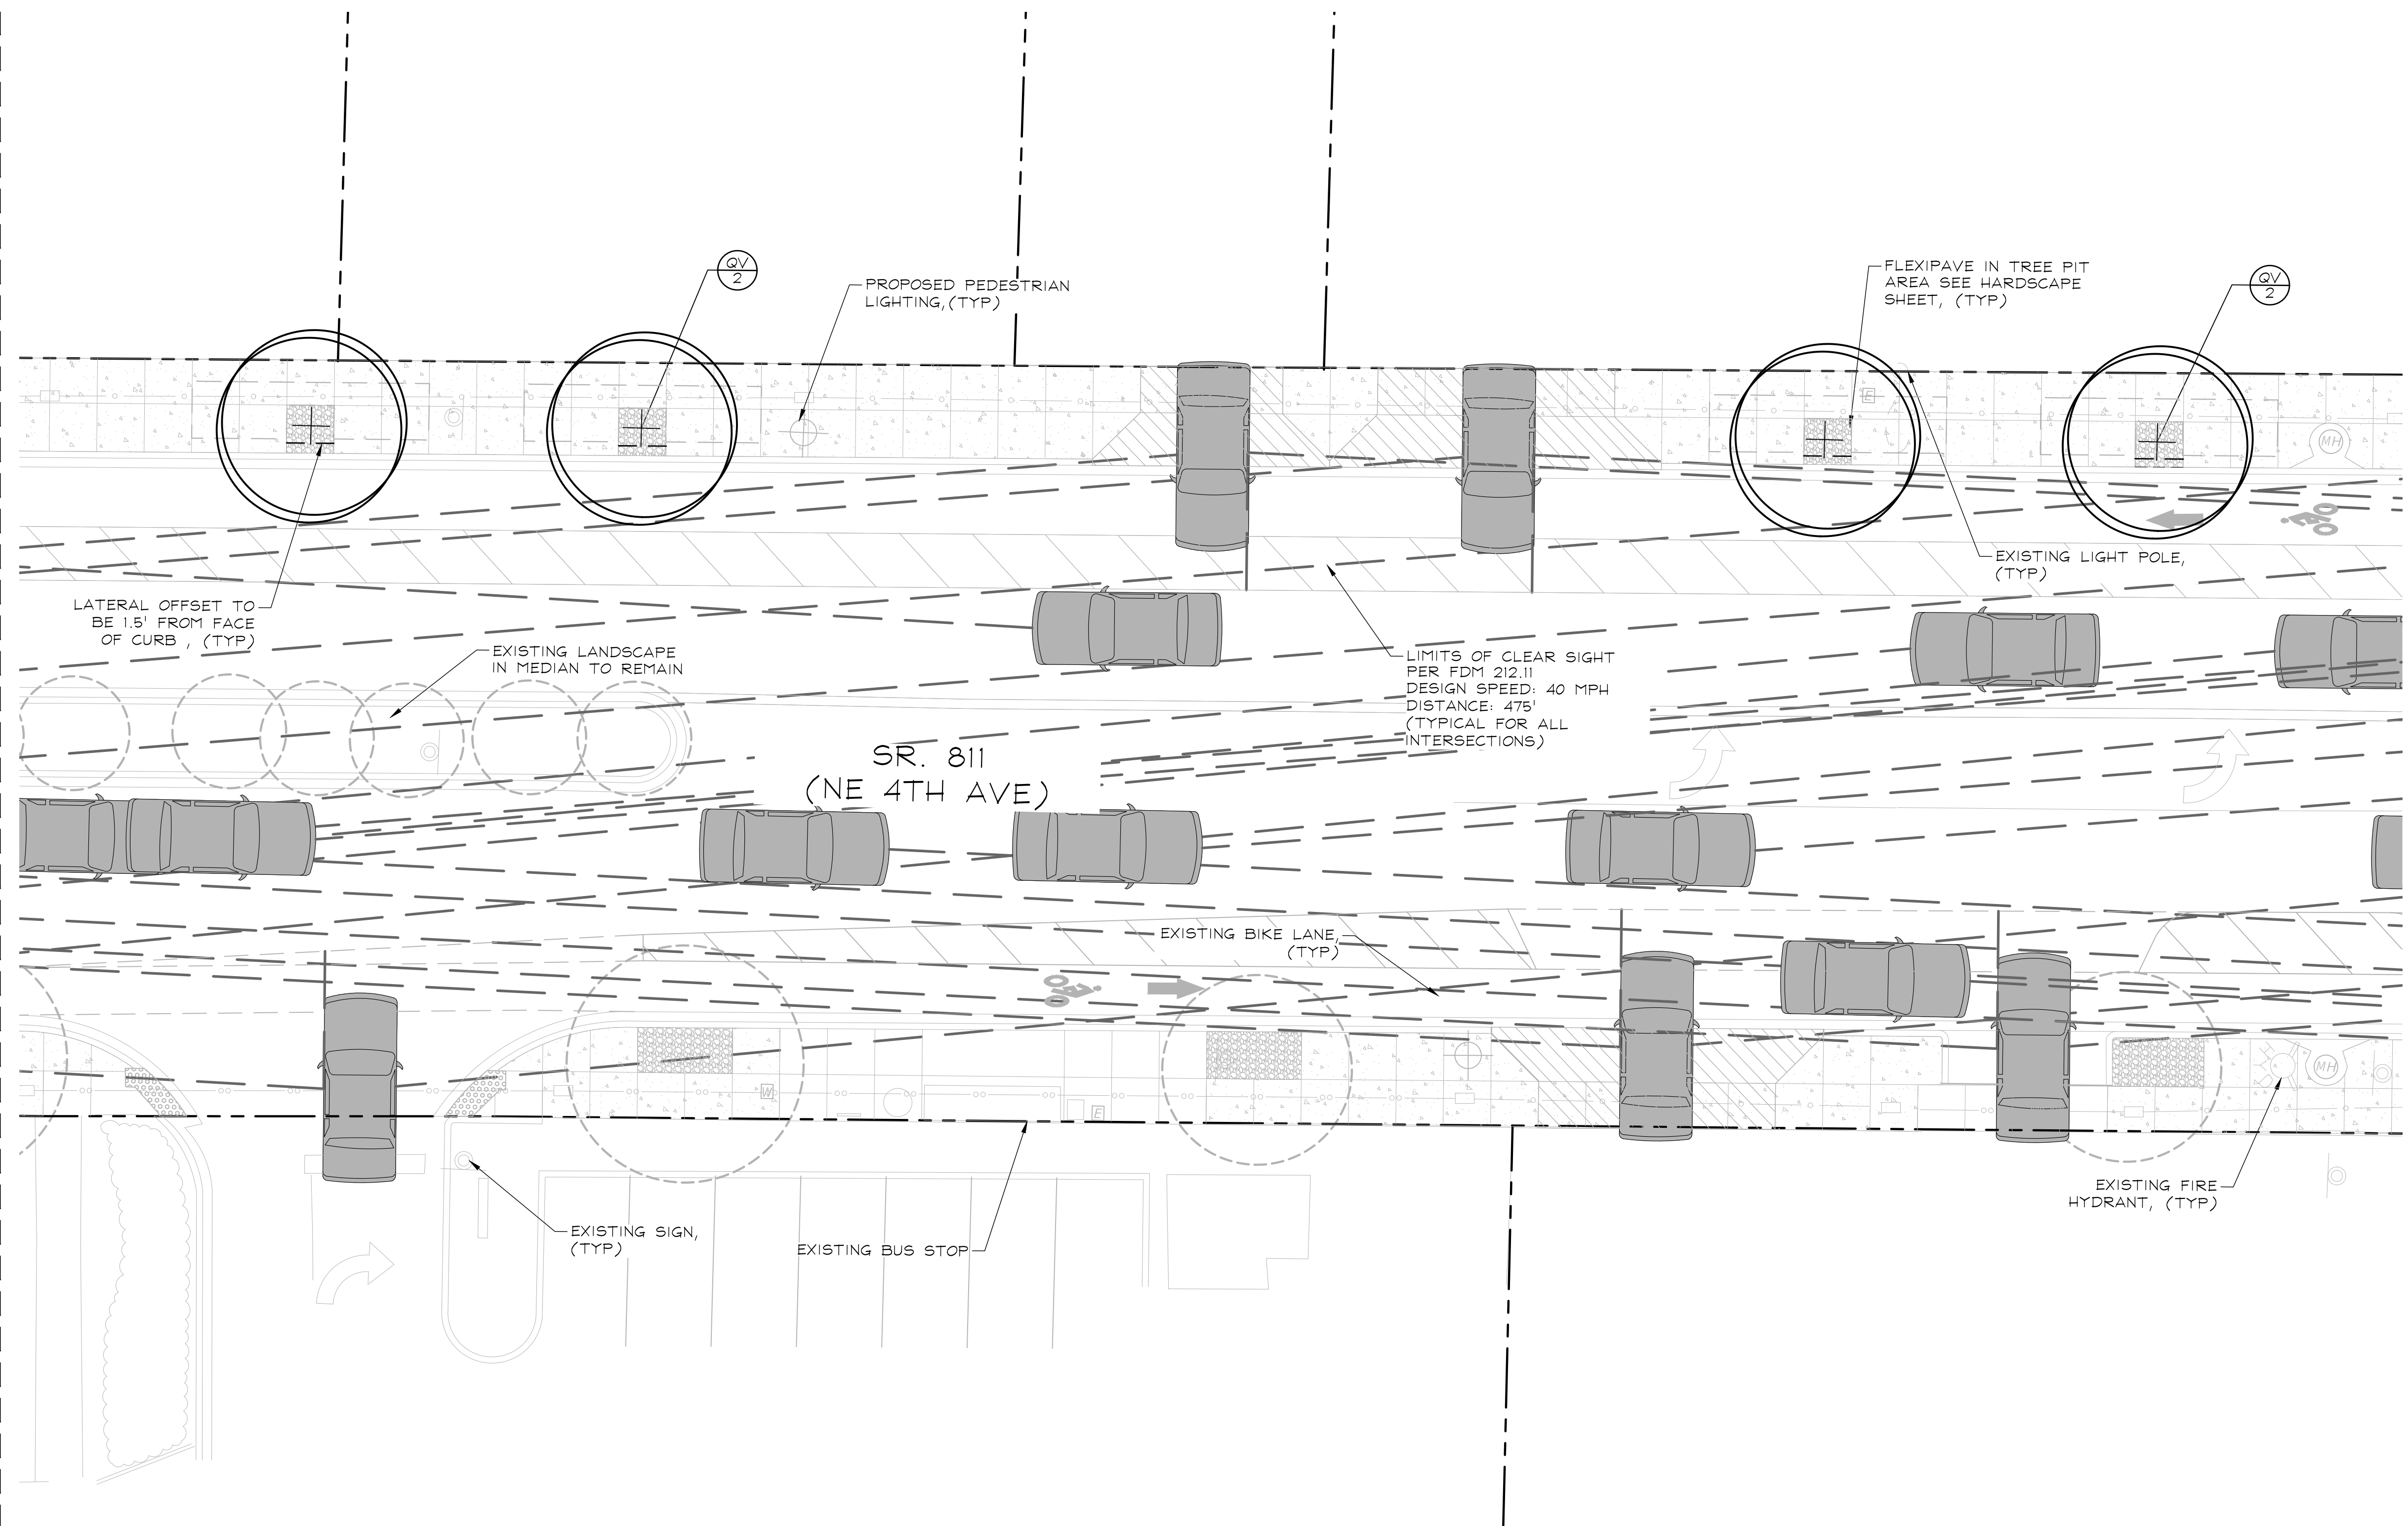 QV
2
PROPOSED PEDESTRIAN
LIGHTING,(TYP)
FLEXIPAVE IN TREE PIT
AREA SEE HARDSCAPE
SHEET, (TYP)
QV
2
E
MH
EXISTING LIGHT POLE,
(TYP)
LATERAL OFFSET TO
BE 1.5' FROM FACE
OF CURB , (TYP)
EXISTING LANDSCAPE
IN MEDIAN TO REMAIN
LIMITS OF CLEAR SIGHT
PER FDM 212.11
DESIGN SPEED: 40 MPH
DISTANCE: 475'
(TYPICAL FOR ALL
INTERSECTIONS)
SR. 811
(NE 4TH AVE)
EXISTING BIKE LANE,
(TYP)
W
E
MH
EXISTING FIRE
HYDRANT, (TYP)
EXISTING SIGN,
(TYP)
EXISTING BUS STOP